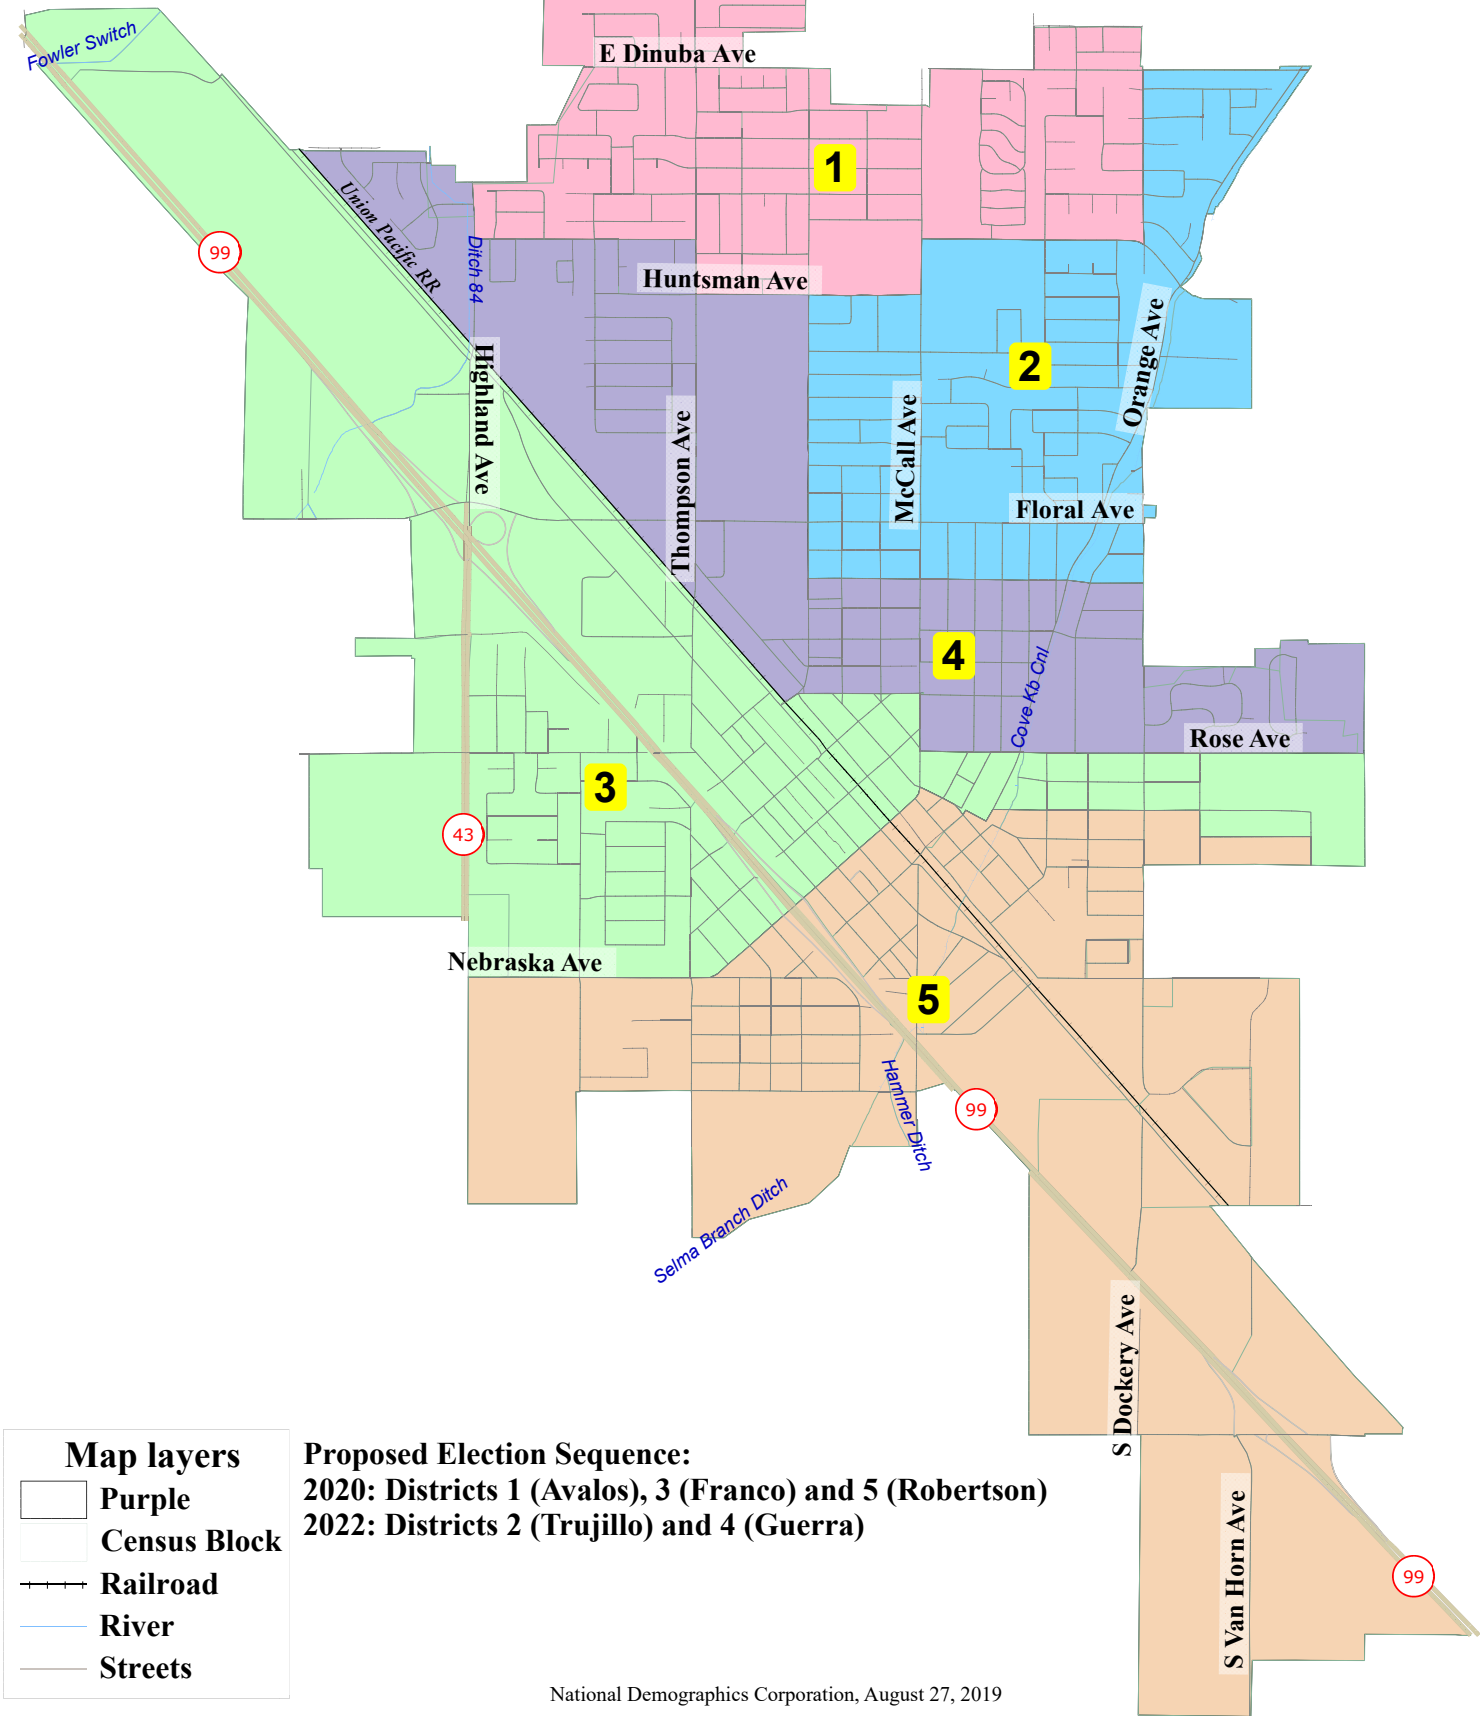 Fowler Switch
E Dinuba Ave
1
Union Pacific RR
99
Ditch 84
Huntsman Ave
Orange Ave
2
Highland Ave
Thompson Ave
McCall Ave
Floral Ave
4
Cove Kb Cnl
Rose Ave
3
43
Nebraska Ave
5
Hammer Ditch
99
Selma Branch Ditch
S Dockery Ave
S Van Horn Ave
99
Map layers
Purple
Census Block
Railroad
River
Streets
Proposed Election Sequence:
2020: Districts 1 (Avalos), 3 (Franco) and 5 (Robertson)
2022: Districts 2 (Trujillo) and 4 (Guerra)
National Demographics Corporation, August 27, 2019